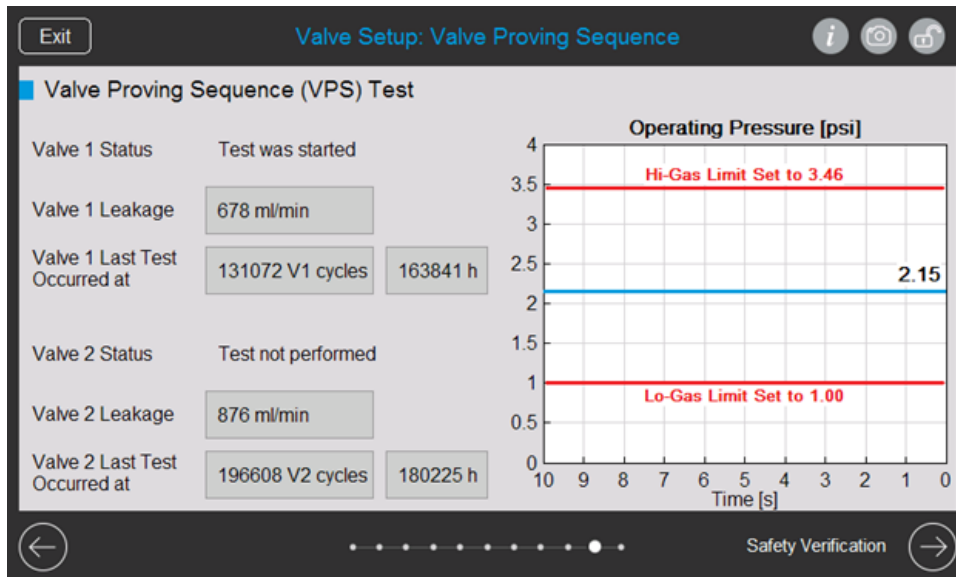 Exit
Valve Setup: Valve Proving Sequence
i
Valve Proving Sequence (VPS) Test
Valve 1 Status
Test was started
Valve 1 Leakage
678 ml/min
Valve 1 Last Test
Occurred at
131072 V1 cycles
163841 h
Valve 2 Status
Test not performed
Valve 2 Leakage
876 ml/min
Valve 2 Last Test
Occurred at
196608 V2 cycles
180225 h
Operating Pressure [psi]
4
3.5
3
2.5
2
1.5
1
0.5
0
Hi-Gas Limit Set to 3.46
2.15
Lo-Gas Limit Set to 1.00
10 9 8 7 6 5 4 3 2 1 0
Time [s]
Safety Verification